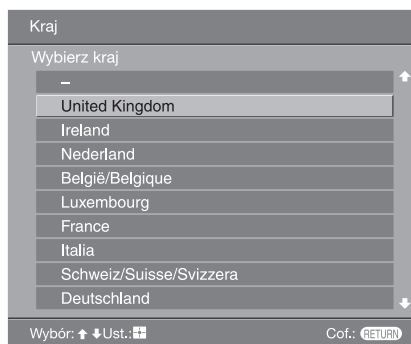 Kraj
Wybierz kraj
–
United Kingdom
Ireland
Nederland
België/Belgique
Luxembourg
France
Italia
Schweiz/Suisse/Svizzera
Deutschland
Wybór: Ust.: Cof.: RETURN